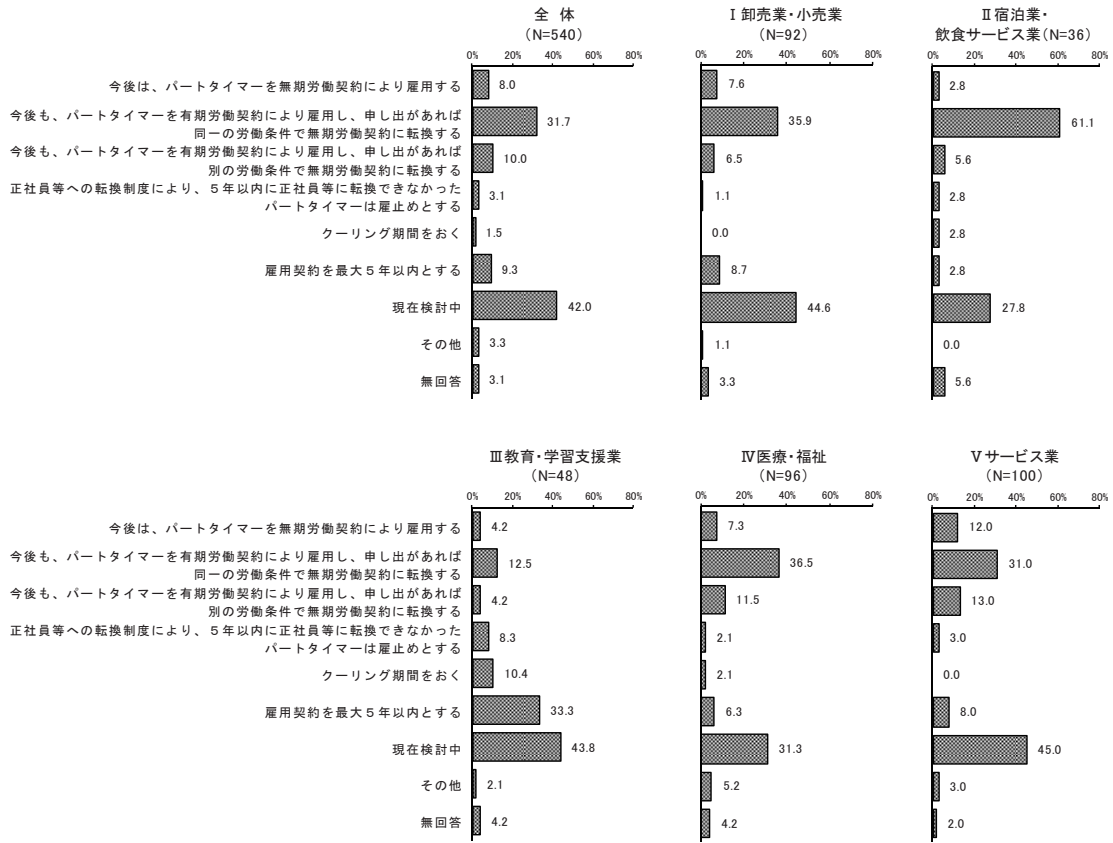 全 体
(N=540)
Ⅰ 卸売業・小売業
(N=92)
Ⅱ 宿泊業・
飲食サービス業(N=36)
0% 20% 40% 60% 80%
0% 20% 40% 60% 80%
0% 20% 40% 60% 80%
今後は、パートタイマーを無期労働契約により雇用する 8.0 7.6 2.8
今後も、パートタイマーを有期労働契約により雇用し、申し出があれば
同一の労働条件で無期労働契約に転換する 31.7 35.9 61.1
今後も、パートタイマーを有期労働契約により雇用し、申し出があれば
別の労働条件で無期労働契約に転換する 10.0 6.5 5.6
正社員等への転換制度により、５年以内に正社員等に転換できなかった
パートタイマーは雇止めとする 3.1 1.1 2.8
クーリング期間をおく 1.5 0.0 2.8
雇用契約を最大５年以内とする 9.3 8.7 2.8
現在検討中 42.0 44.6 27.8
その他 3.3 1.1 0.0
無回答 3.1 3.3 5.6
Ⅲ教育・学習支援業
(N=48)
Ⅳ医療・福祉
(N=96)
Ⅴサービス業
(N=100)
0% 20% 40% 60% 80%
0% 20% 40% 60% 80%
0% 20% 40% 60% 80%
今後は、パートタイマーを無期労働契約により雇用する 4.2 7.3 12.0
今後も、パートタイマーを有期労働契約により雇用し、申し出があれば
同一の労働条件で無期労働契約に転換する 12.5 36.5 31.0
今後も、パートタイマーを有期労働契約により雇用し、申し出があれば
別の労働条件で無期労働契約に転換する 4.2 11.5 13.0
正社員等への転換制度により、５年以内に正社員等に転換できなかった
パートタイマーは雇止めとする 8.3 2.1 3.0
クーリング期間をおく 10.4 2.1 0.0
雇用契約を最大５年以内とする 33.3 6.3 8.0
現在検討中 43.8 31.3 45.0
その他 2.1 5.2 3.0
無回答 4.2 4.2 2.0